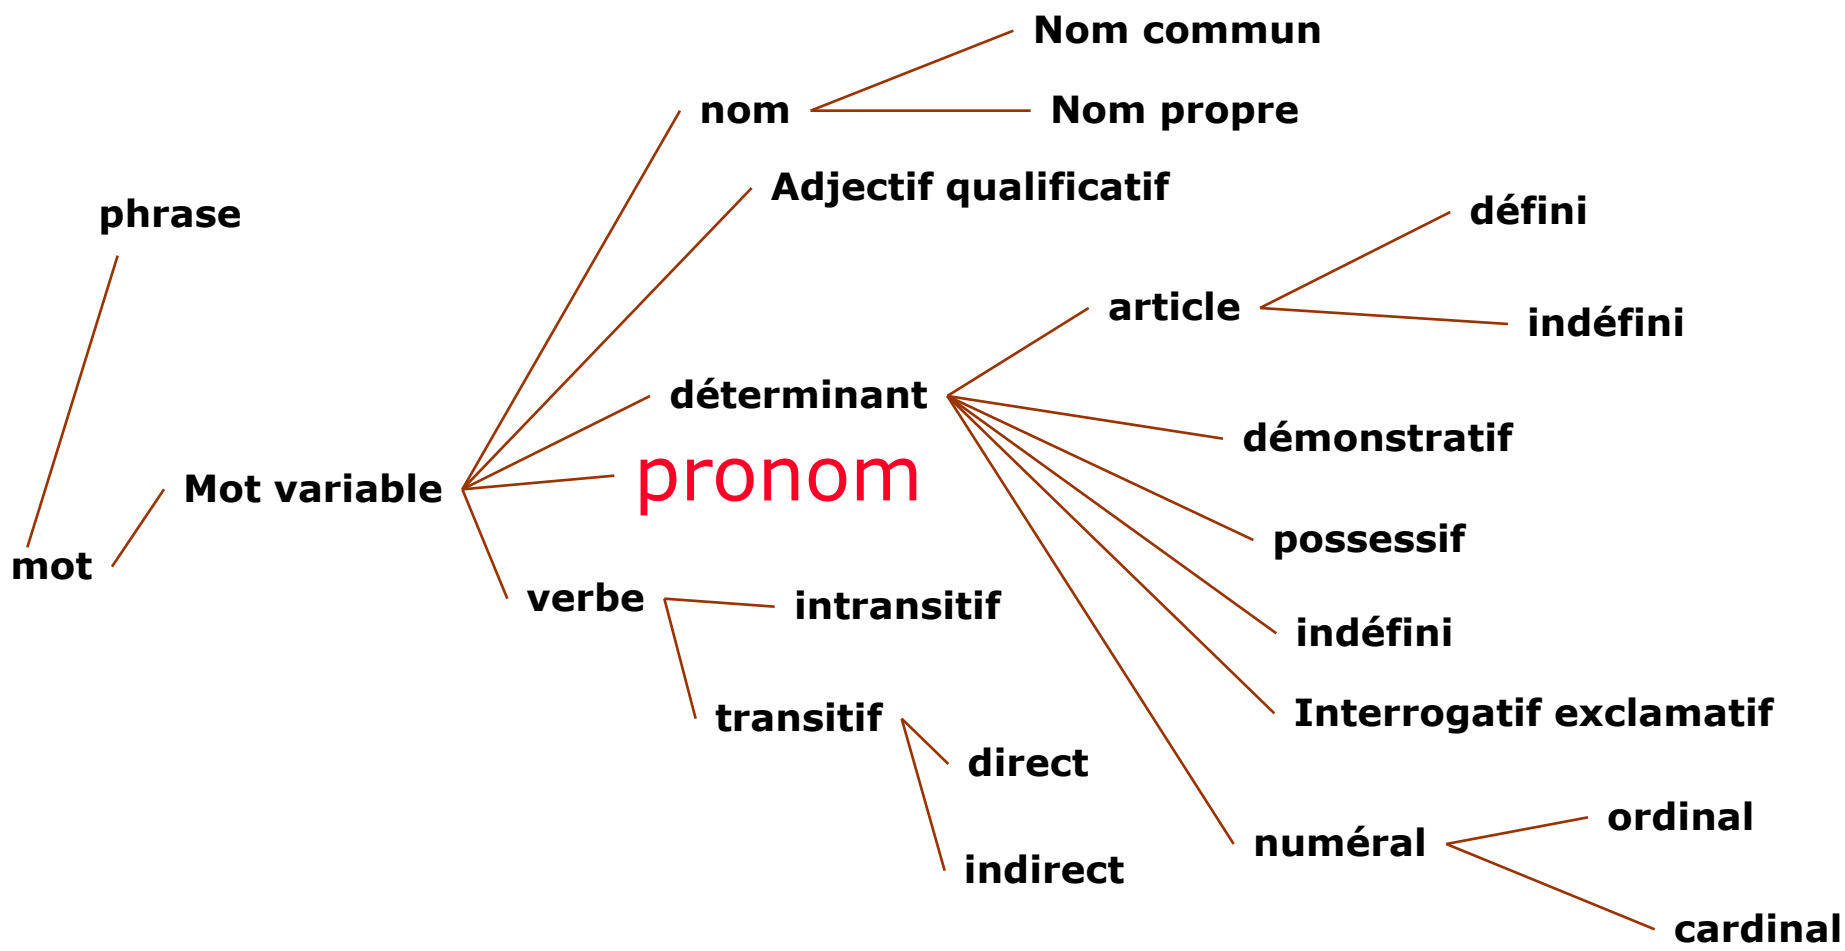 Nom commun
nom
Nom propre
Adjectif qualificatif
phrase
défini
article
indéfini
déterminant
démonstratif
pronom
Mot variable
possessif
mot
verbe
intransitif
indéfini
transitif
Interrogatif exclamatif
direct
ordinal
numéral
indirect
cardinal